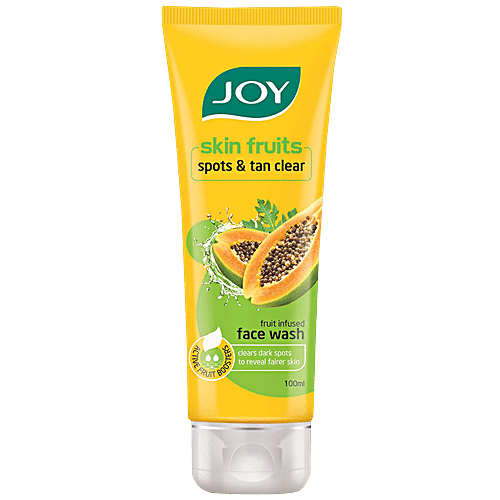 JOY
skin fruits
spots & tan clear
fruit infused
face wash
ACTIVE FRUIT BOOSTERS
clears dark spots
to reveal fairer skin
100ml